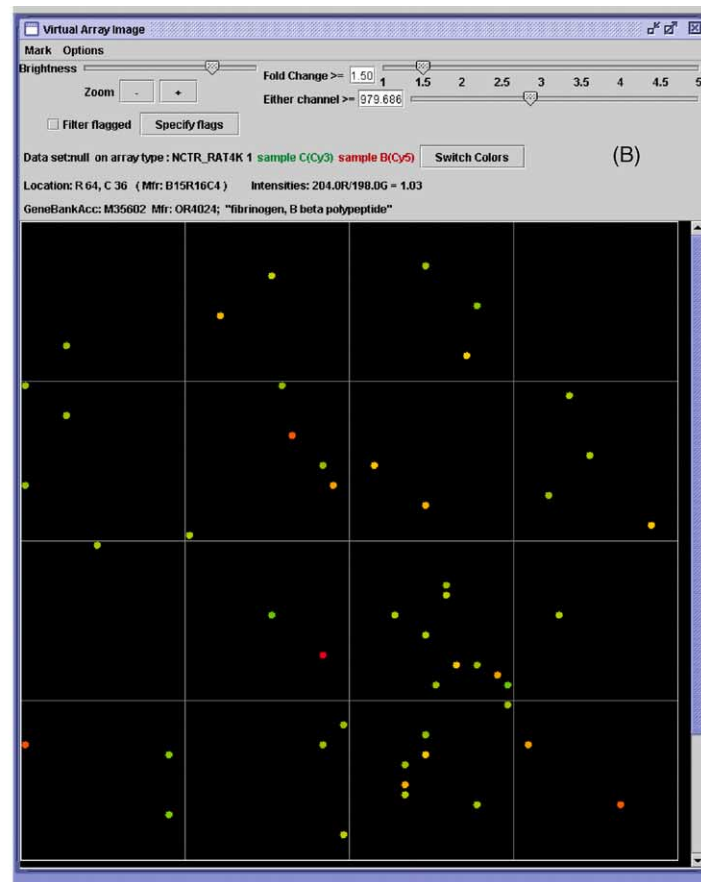 Virtual Array Image
Mark Options
Brightness
Fold Change >= 1.50 1 1.5 2 2.5 3 3.5 4 4.5 5
Zoom - +
Either channel >= 979.686
Filter flagged Specify flags
Data set:null on array type : NCTR_RAT4K 1 sample C(Cy3) sample B(Cy5) Switch Colors (B)
Location: R 64, C 36 ( Mfr: B15R16C4 ) Intensities: 204.0R/198.0G = 1.03
GeneBankAcc: M35602 Mfr: OR4024; "fibrinogen, B beta polypeptide"